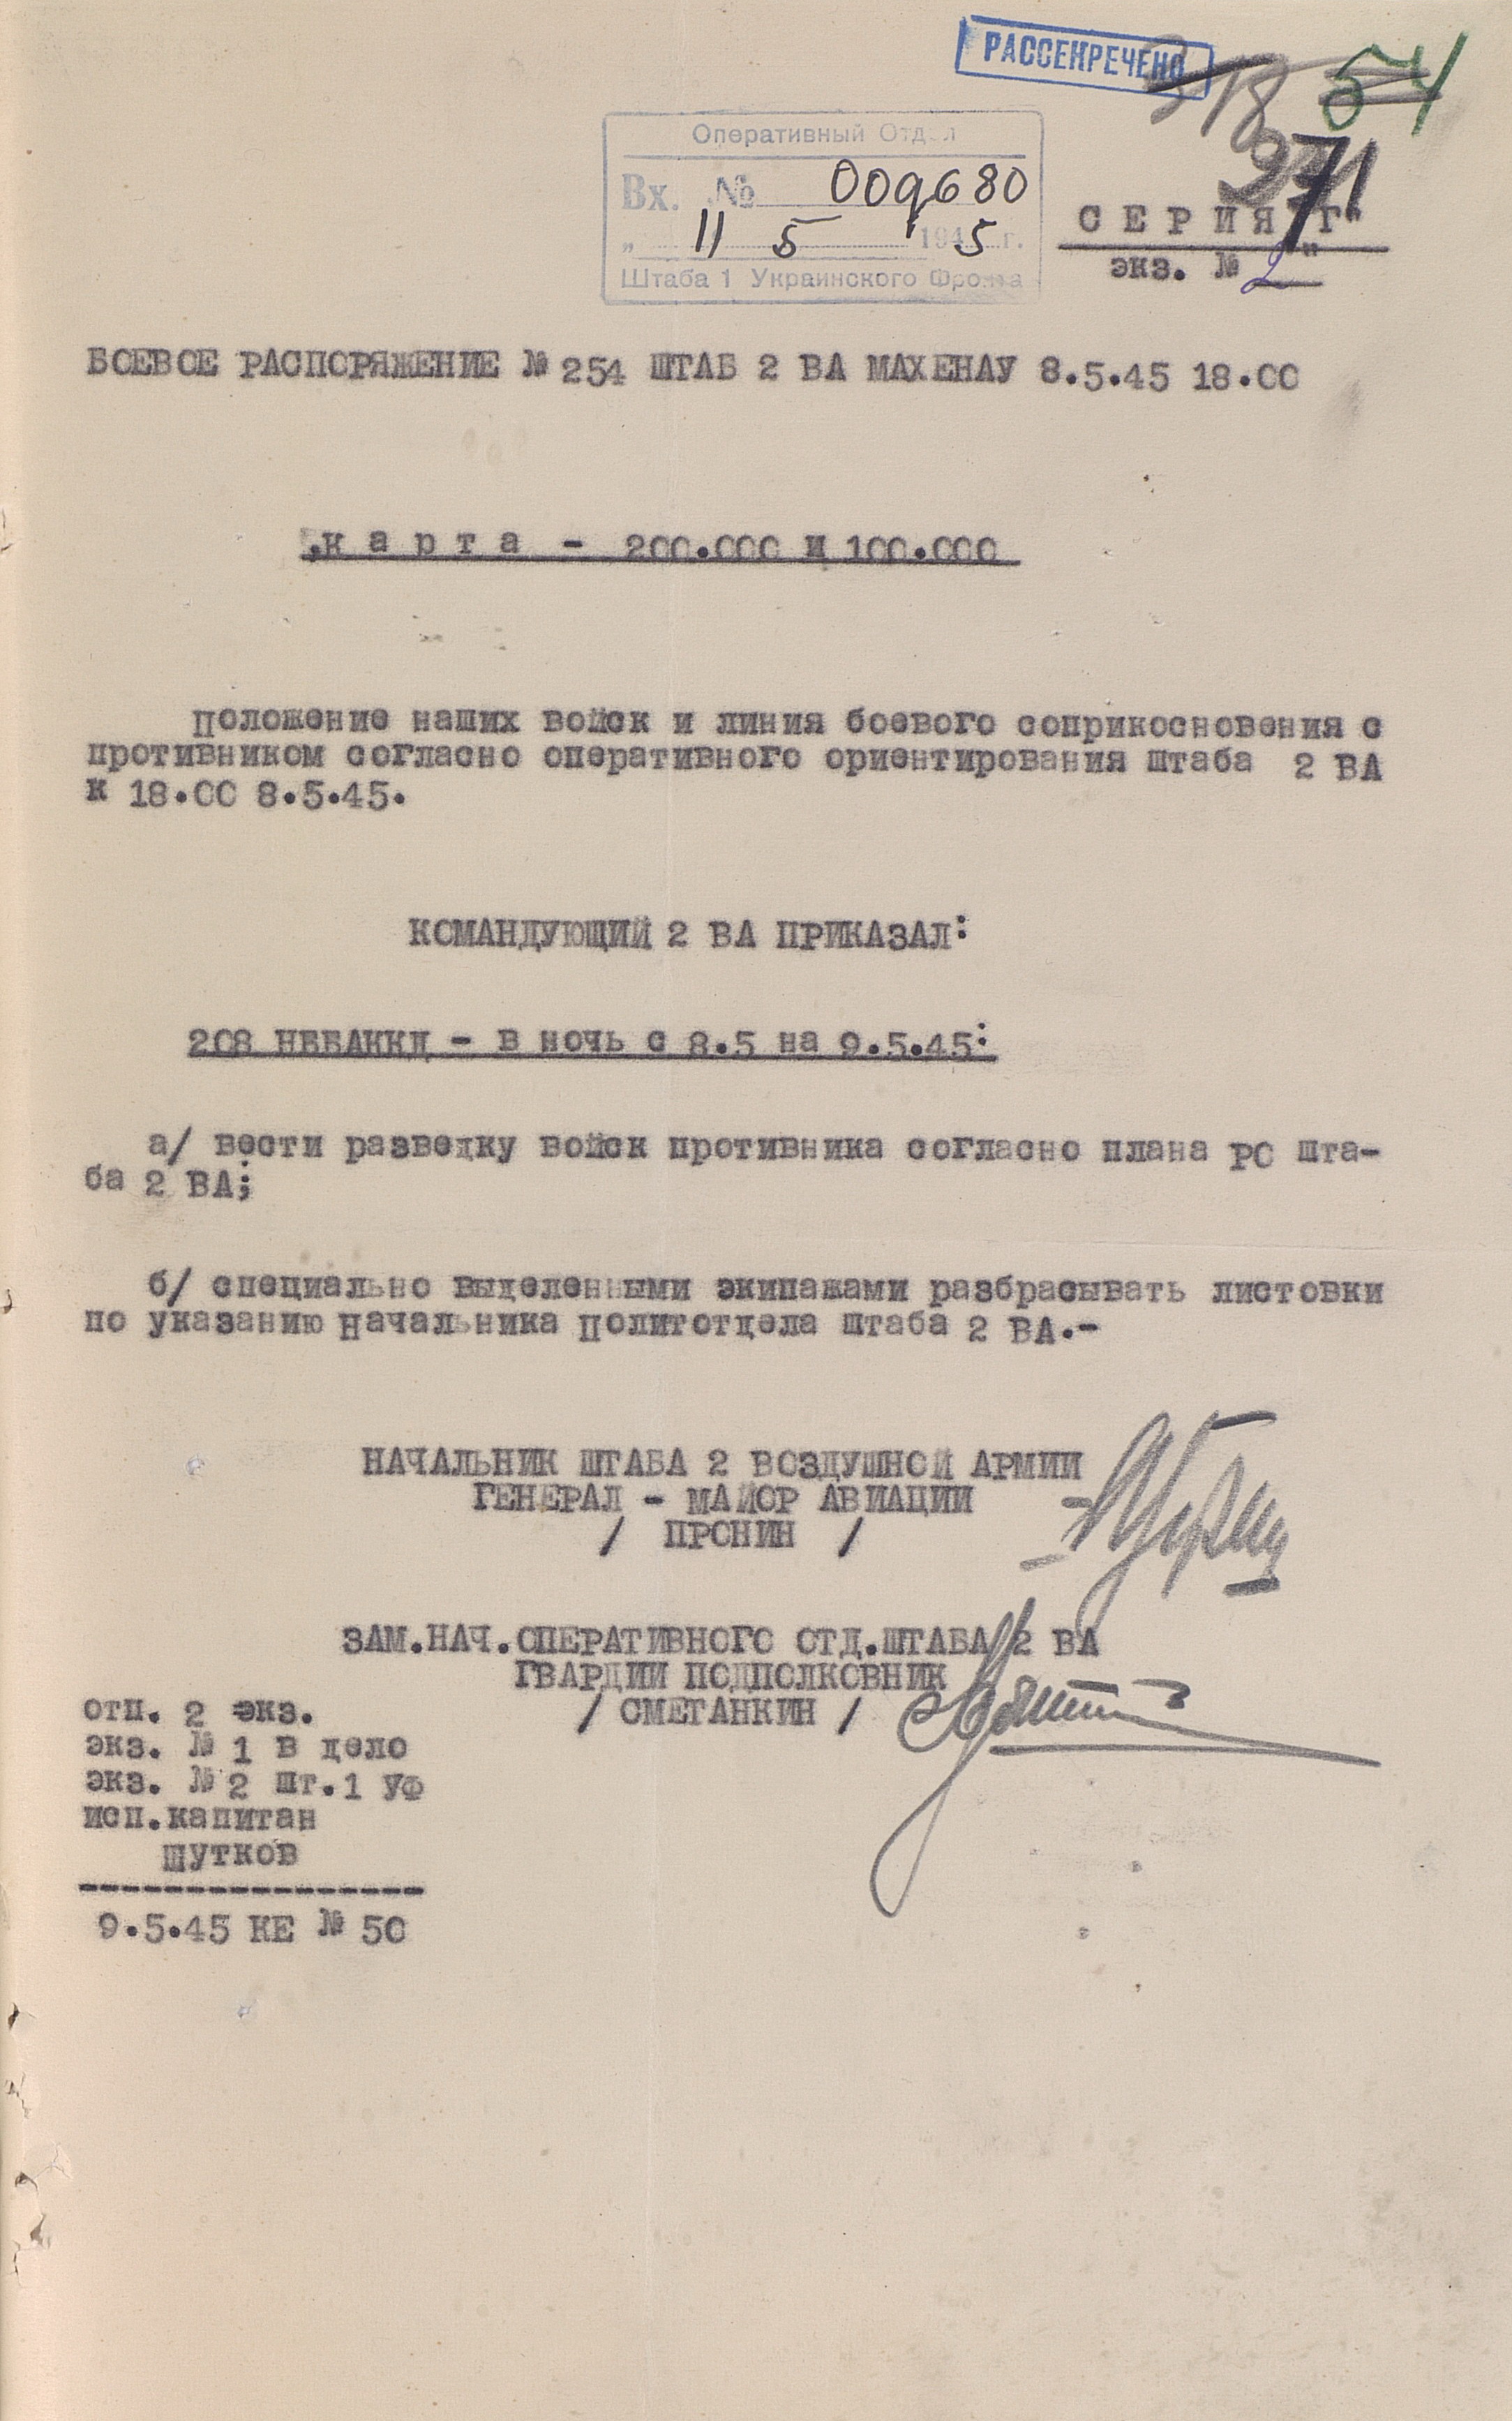 РАССЕКРЕЧЕНО
318 54
271
Оперативный Отдел
Вх. № 009680
„ 11 5 1945 г.
Штаба 1 Украинского Фронта
СЕРИЯ „Г"
экз. № 2
БОЕВОЕ РАСПОРЯЖЕНИЕ № 254 ШТАБ 2 ВА МАХЕНАУ 8.5.45 18.00
карта - 200.000 и 100.000
Положение наших войск и линия боевого соприкосновения с
противником согласно оперативного ориентирования штаба 2 ВА
к 18.00 8.5.45.
КОМАНДУЮЩИЙ 2 ВА ПРИКАЗАЛ:
208 НББАККД - в ночь с 8.5 на 9.5.45:
а/ вести разведку войск противника согласно плана РО шта-
ба 2 ВА;
б/ специально выделенными экипажами разбрасывать листовки
по указанию Начальника Политотдела штаба 2 ВА.-
НАЧАЛЬНИК ШТАБА 2 ВОЗДУШНОЙ АРМИИ
ГЕНЕРАЛ - МАЙОР АВИАЦИИ
/ ПРОНИН /
ЗАМ.НАЧ.ОПЕРАТИВНОГО ОТД.ШТАБА 2 ВА
ГВАРДИИ ПОДПОЛКОВНИК
/ СМЕТАНКИН /
отп. 2 экз.
экз. № 1 в дело
экз. № 2 шт.1 УФ
исп.капитан
Шутков
-----------------
9.5.45 НЕ № 50